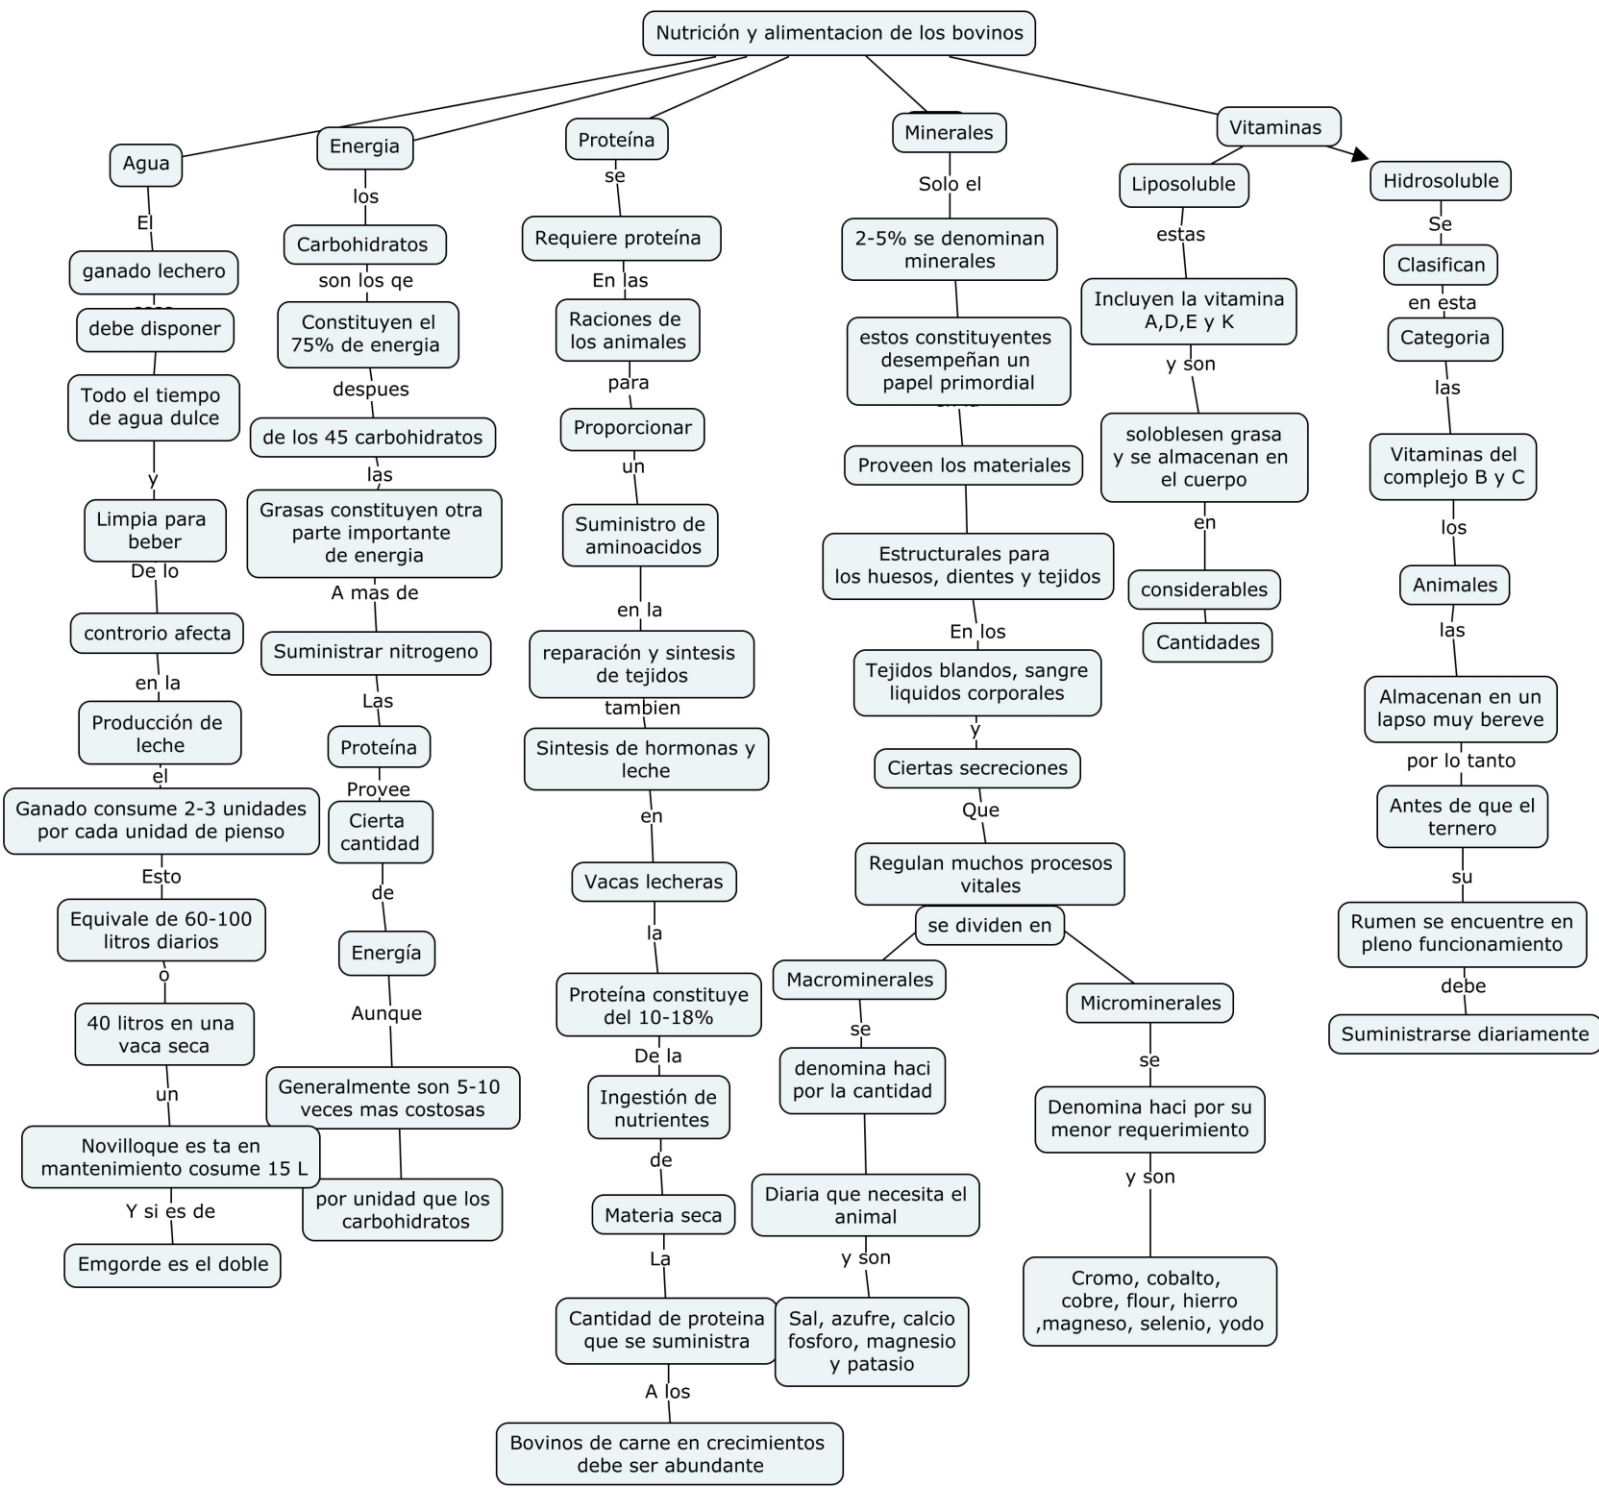 Nutrición y alimentacion de los bovinos
Agua
El
ganado lechero
debe disponer
Todo el tiempo
de agua dulce
y
Limpia para
beber
De lo
controrio afecta
en la
Producción de
leche
el
Ganado consume 2-3 unidades
por cada unidad de pienso
Esto
Equivale de 60-100
litros diarios
o
40 litros en una
vaca seca
un
Novilloque es ta en
mantenimiento cosume 15 L
Y si es de
Emgorde es el doble
Energia
los
Carbohidratos
son los qe
Constituyen el
75% de energia
despues
de los 45 carbohidratos
las
Grasas constituyen otra
parte importante
de energia
A mas de
Suministrar nitrogeno
Las
Proteína
Provee
Cierta
cantidad
de
Energía
Aunque
Generalmente son 5-10
veces mas costosas
por unidad que los
carbohidratos
Proteína
se
Requiere proteína
En las
Raciones de
los animales
para
Proporcionar
un
Suministro de
aminoacidos
en la
reparación y sintesis
de tejidos
tambien
Sintesis de hormonas y
leche
en
Vacas lecheras
la
Proteína constituye
del 10-18%
De la
Ingestión de
nutrientes
de
Materia seca
La
Cantidad de proteina
que se suministra
A los
Bovinos de carne en crecimientos
debe ser abundante
Minerales
Solo el
2-5% se denominan
minerales
estos constituyentes
desempeñan un
papel primordial
Proveen los materiales
Estructurales para
los huesos, dientes y tejidos
En los
Tejidos blandos, sangre
liquidos corporales
y
Ciertas secreciones
Que
Regulan muchos procesos
vitales
se dividen en
Macrominerales
se
denomina haci
por la cantidad
Diaria que necesita el
animal
y son
Sal, azufre, calcio
fosforo, magnesio
y patasio
Microminerales
se
Denomina haci por su
menor requerimiento
y son
Cromo, cobalto,
cobre, flour, hierro
,magneso, selenio, yodo
Vitaminas
Liposoluble
estas
Incluyen la vitamina
A,D,E y K
y son
soloblesen grasa
y se almacenan en
el cuerpo
en
considerables
Cantidades
Hidrosoluble
Se
Clasifican
en esta
Categoria
las
Vitaminas del
complejo B y C
los
Animales
las
Almacenan en un
lapso muy bereve
por lo tanto
Antes de que el
ternero
su
Rumen se encuentre en
pleno funcionamiento
debe
Suministrarse diariamente